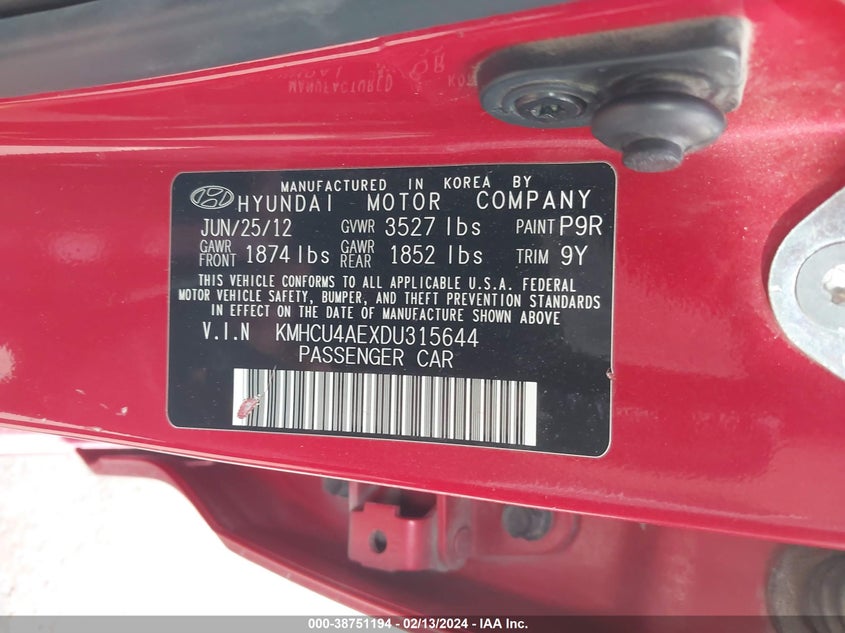 MANUFACTURED IN KOREA BY
HYUNDAI MOTOR COMPANY
JUN/25/12 GVWR 3527 lbs PAINT P9R
GAWR FRONT 1874 lbs GAWR REAR 1852 lbs TRIM 9Y
THIS VEHICLE CONFORMS TO ALL APPLICABLE U.S.A. FEDERAL
MOTOR VEHICLE SAFETY, BUMPER, AND THEFT PREVENTION STANDARDS
IN EFFECT ON THE DATE OF MANUFACTURE SHOWN ABOVE
V.I.N KMHCU4AEXDU315644
PASSENGER CAR
000-38751194 - 02/13/2024 - IAA Inc.